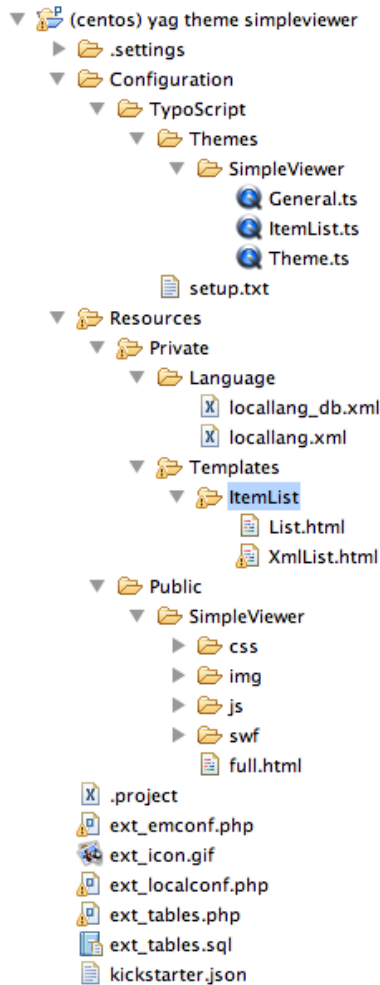 (centos) yag theme simpleviewer
.settings
Configuration
TypoScript
Themes
SimpleViewer
General.ts
ItemList.ts
Theme.ts
setup.txt
Resources
Private
Language
locallang_db.xml
locallang.xml
Templates
ItemList
List.html
XmlList.html
Public
SimpleViewer
css
img
js
swf
full.html
.project
ext_emconf.php
ext_icon.gif
ext_localconf.php
ext_tables.php
ext_tables.sql
kickstarter.json